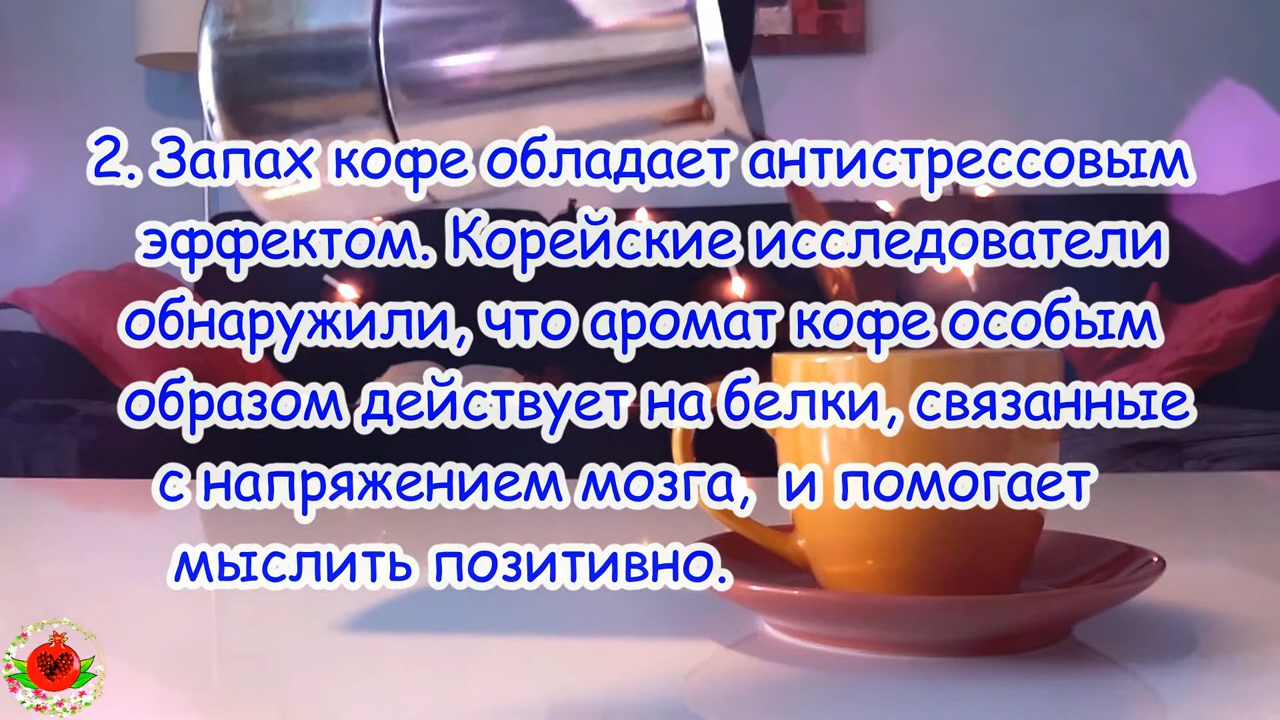 2. Запах кофе обладает антистрессовым
эффектом. Корейские исследователи
обнаружили, что аромат кофе особым
образом действует на белки, связанные
с напряжением мозга, и помогает
мыслить позитивно.